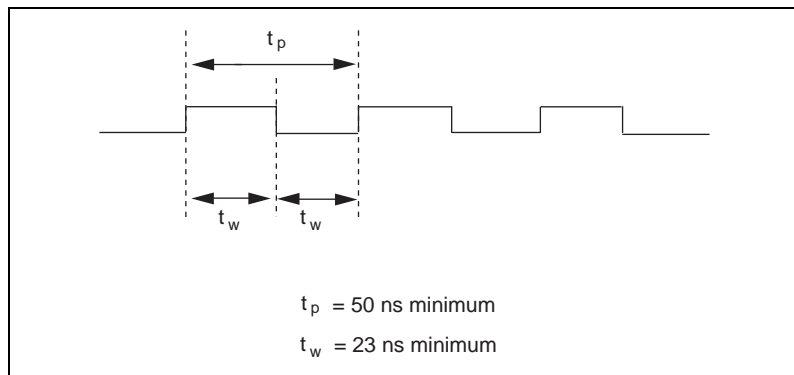 t p
t w t w
t p = 50 ns minimum
t w = 23 ns minimum